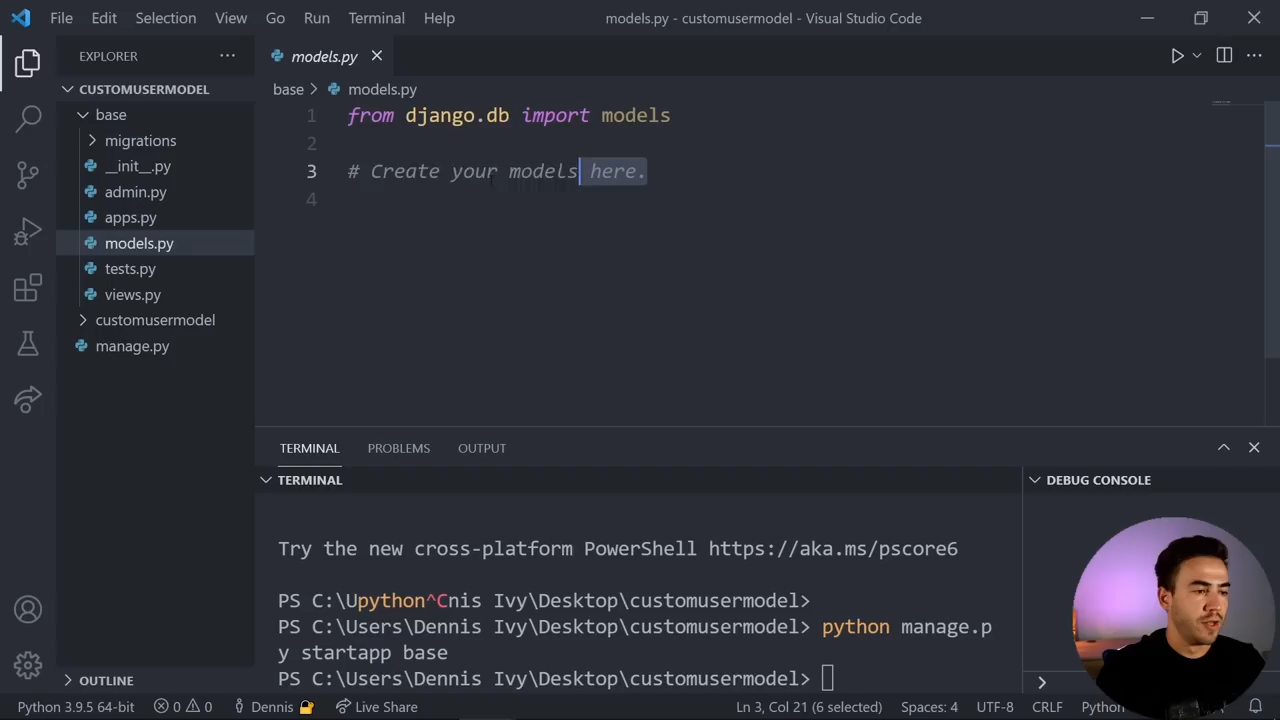 File Edit Selection View Go Run Terminal Help models.py - customusermodel - Visual Studio Code
EXPLORER ···
models.py
CUSTOMUSERMODEL
base > models.py
base
migrations
__init__.py
admin.py
apps.py
models.py
tests.py
views.py
customusermodel
manage.py
1 from django.db import models
2
3 # Create your models here.
4
TERMINAL PROBLEMS OUTPUT
TERMINAL
DEBUG CONSOLE
Try the new cross-platform PowerShell https://aka.ms/pscore6
PS C:\Upython^Cnis Ivy\Desktop\customusermodel>
PS C:\Users\Dennis Ivy\Desktop\customusermodel> python manage.p
y startapp base
PS C:\Users\Dennis Ivy\Desktop\customusermodel>
OUTLINE
Python 3.9.5 64-bit 0 0 Dennis Live Share Ln 3, Col 21 (6 selected) Spaces: 4 UTF-8 CRLF Python